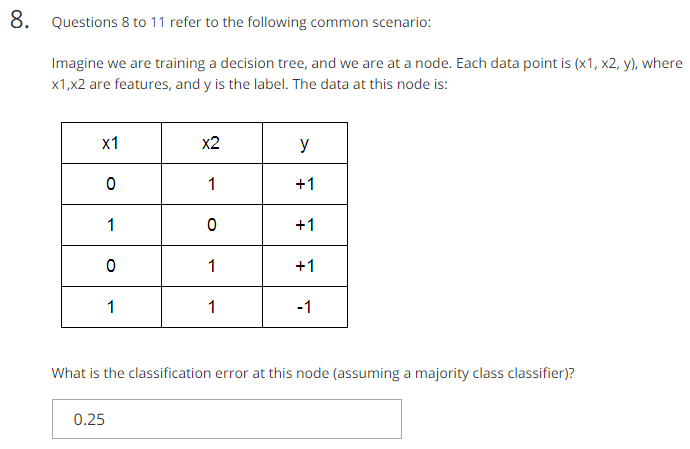 8. Questions 8 to 11 refer to the following common scenario:
Imagine we are training a decision tree, and we are at a node. Each data point is (x1, x2, y), where
x1,x2 are features, and y is the label. The data at this node is:
x1 x2 y
0 1 +1
1 0 +1
0 1 +1
1 1 -1
What is the classification error at this node (assuming a majority class classifier)?
0.25